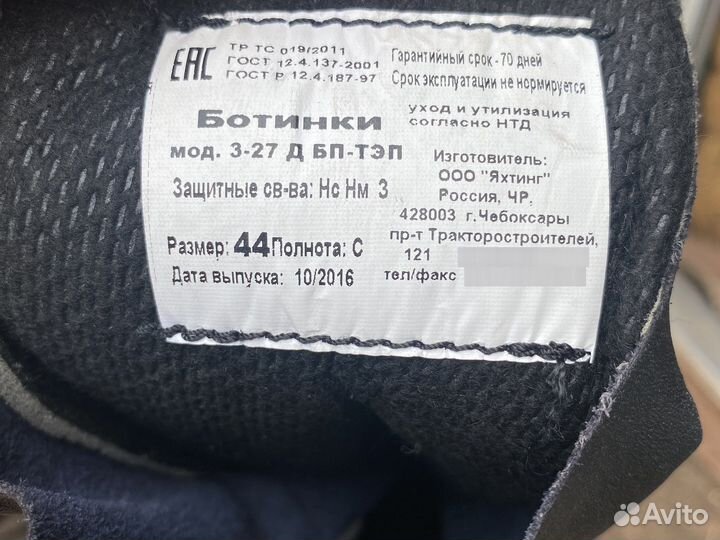 ЕАС
ТР ТС 019/2011
ГОСТ 12.4.137-2001
ГОСТ Р 12.4.187-97
Гарантийный срок -70 дней
Срок эксплуатации не нормируется
уход и утилизация
согласно НТД
Ботинки
мод. 3-27 Д БП-ТЭП
Защитные св-ва: Нс Нм З
Изготовитель:
ООО "Яхтинг"
Россия, ЧР,
428003 г.Чебоксары
пр-т Тракторостроителей,
121
тел/факс
Размер: 44 Полнота: С
Дата выпуска: 10/2016
Avito